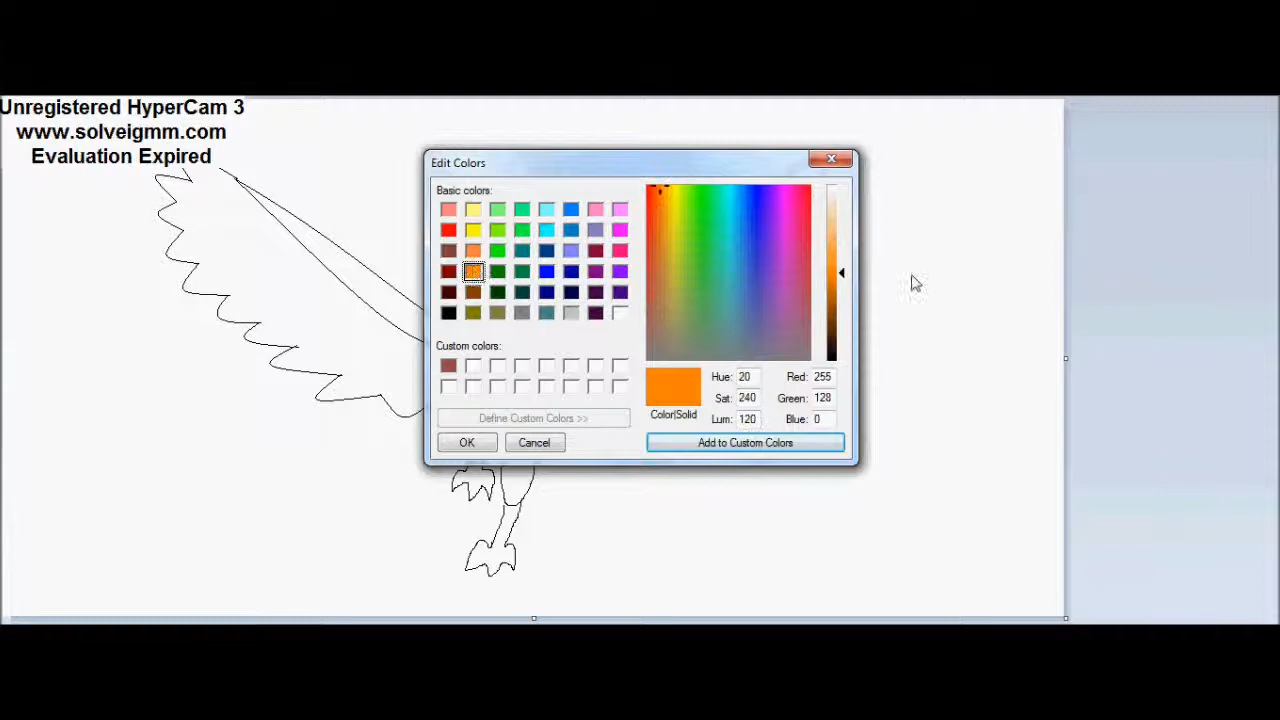 Unregistered HyperCam 3
www.solveigmm.com
Evaluation Expired
Edit Colors
Basic colors:
Custom colors:
Define Custom Colors >>
OK
Cancel
Color|Solid
Hue: 20
Red: 255
Sat: 240
Green: 128
Lum: 120
Blue: 0
Add to Custom Colors